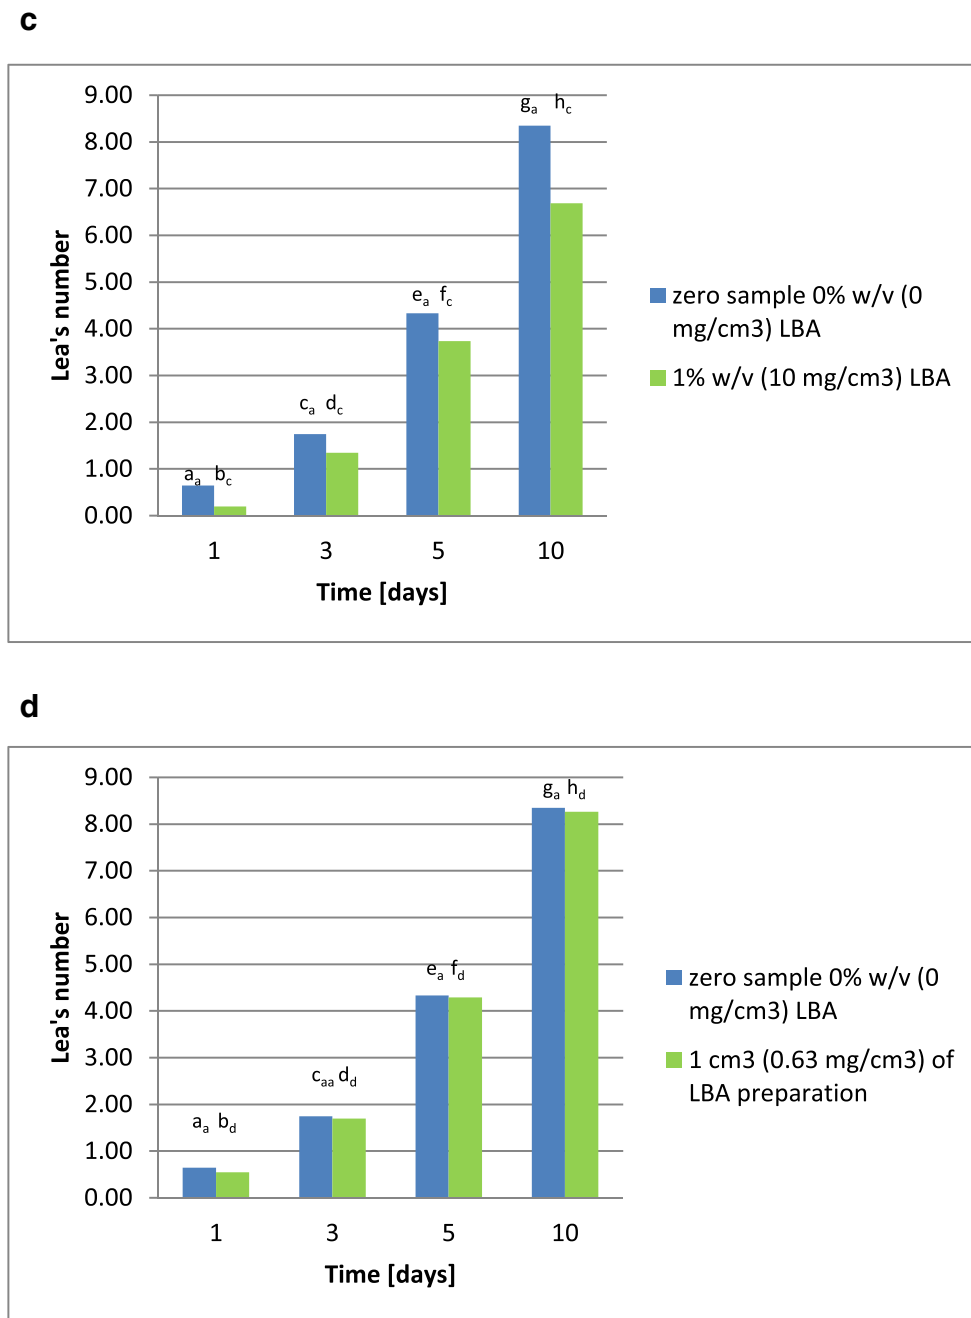 c
9.00
8.00
7.00
6.00
5.00
4.00
3.00
2.00
1.00
0.00
Lea's number
aₐ b꜀
cₐ d꜀
eₐ f꜀
gₐ h꜀
1 3 5 10
Time [days]
zero sample 0% w/v (0
mg/cm3) LBA
1% w/v (10 mg/cm3) LBA
d
9.00
8.00
7.00
6.00
5.00
4.00
3.00
2.00
1.00
0.00
Lea's number
aa bd
caa dd
ea fd
ga hd
1 3 5 10
Time [days]
zero sample 0% w/v (0
mg/cm3) LBA
1 cm3 (0.63 mg/cm3) of
LBA preparation